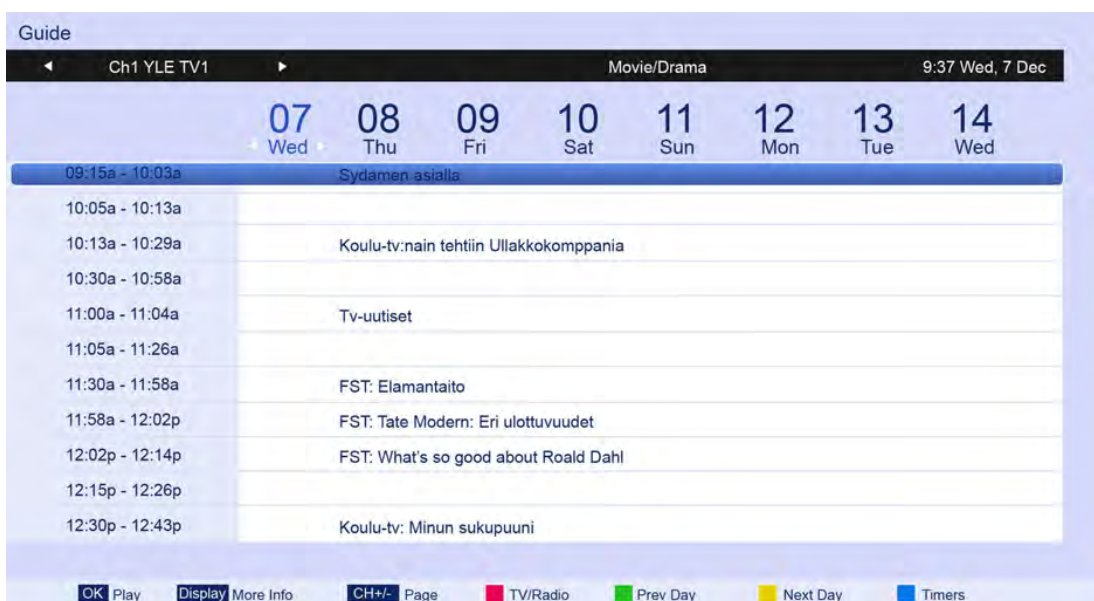 Guide
Ch1 YLE TV1 Movie/Drama 9:37 Wed, 7 Dec
07 08 09 10 11 12 13 14
Wed Thu Fri Sat Sun Mon Tue Wed
09:15a - 10:03a Sydamen asialla
10:05a - 10:13a
10:13a - 10:29a Koulu-tv:nain tehtiin Ullakkokomppania
10:30a - 10:58a
11:00a - 11:04a Tv-uutiset
11:05a - 11:26a
11:30a - 11:58a FST: Elamantaito
11:58a - 12:02p FST: Tate Modern: Eri ulottuvuudet
12:02p - 12:14p FST: What's so good about Roald Dahl
12:15p - 12:26p
12:30p - 12:43p Koulu-tv: Minun sukupuuni
OK Play Display More Info CH+/- Page TV/Radio Prev Day Next Day Timers